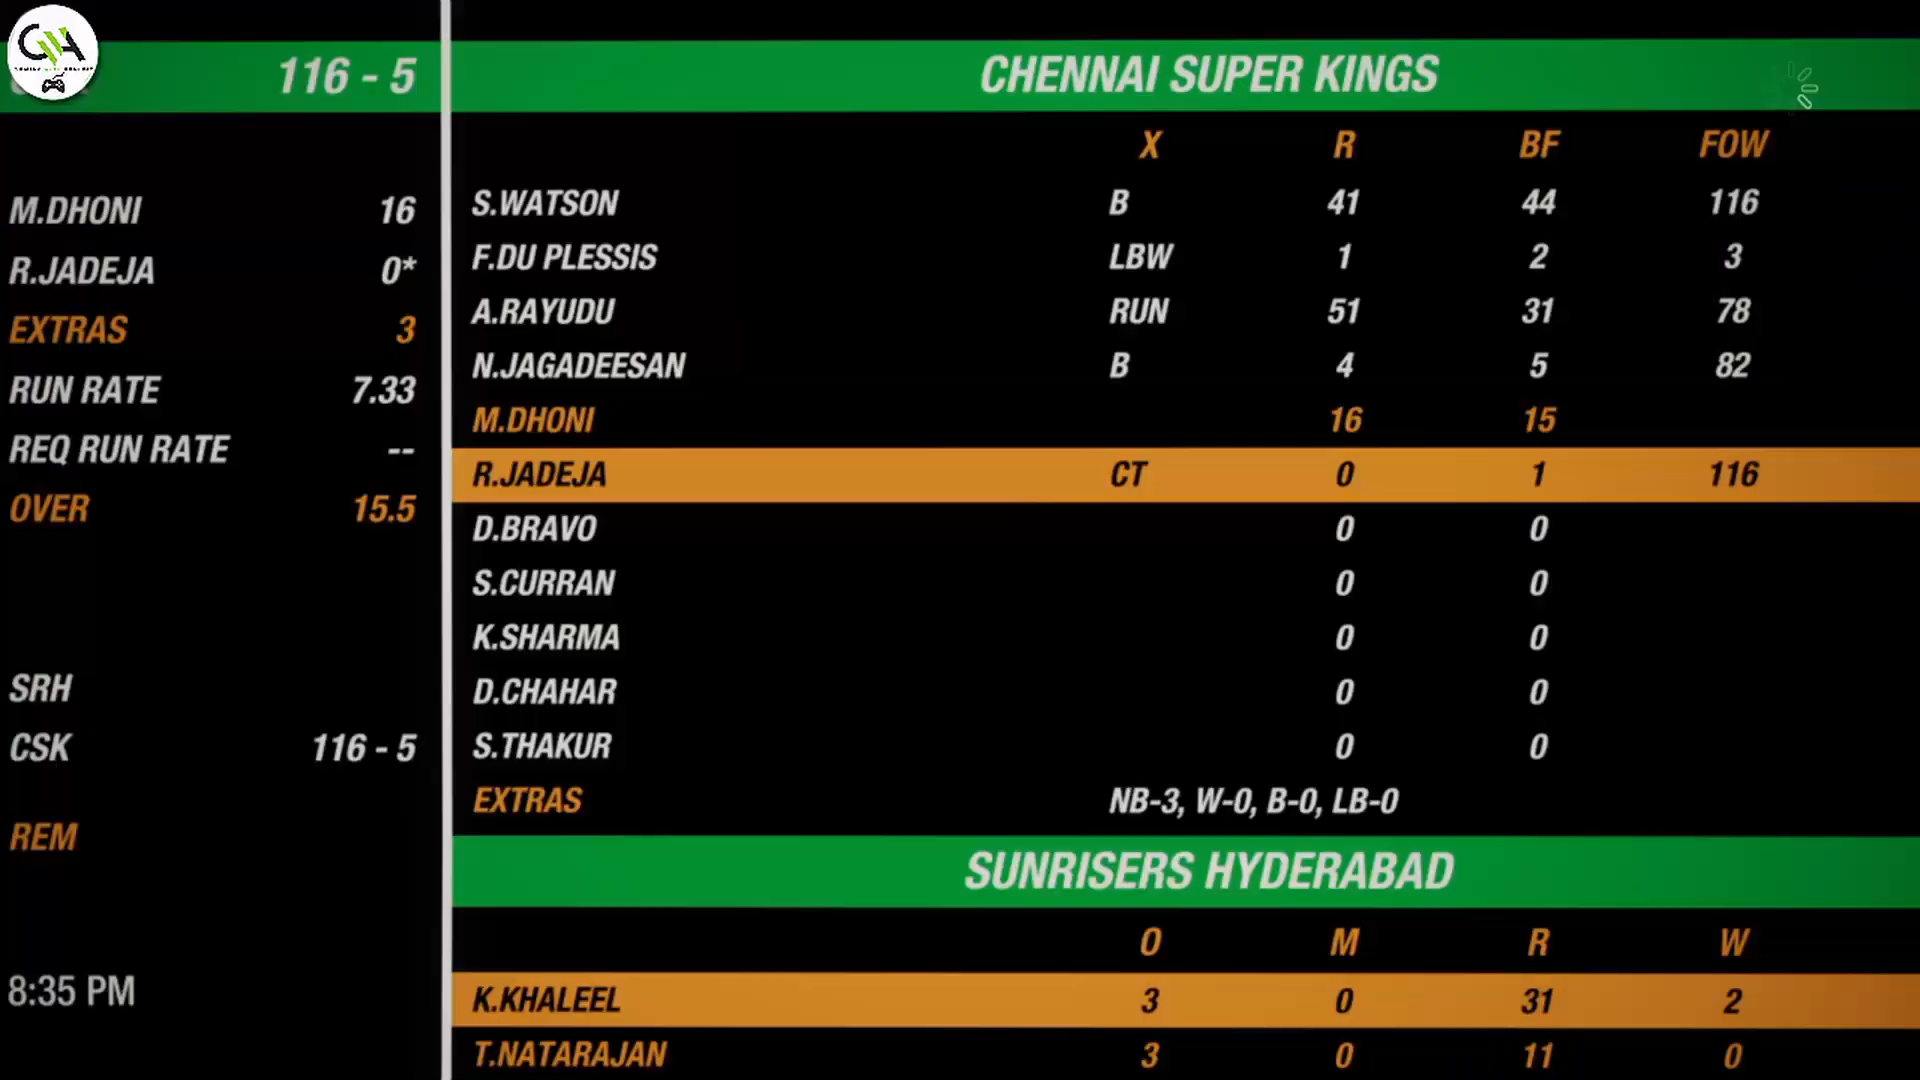 116 - 5
M.DHONI 16
R.JADEJA 0*
EXTRAS 3
RUN RATE 7.33
REQ RUN RATE --
OVER 15.5
SRH
CSK 116 - 5
REM
8:35 PM
CHENNAI SUPER KINGS
X R BF FOW
S.WATSON B 41 44 116
F.DU PLESSIS LBW 1 2 3
A.RAYUDU RUN 51 31 78
N.JAGADEESAN B 4 5 82
M.DHONI 16 15
R.JADEJA CT 0 1 116
D.BRAVO 0 0
S.CURRAN 0 0
K.SHARMA 0 0
D.CHAHAR 0 0
S.THAKUR 0 0
EXTRAS NB-3, W-0, B-0, LB-0
SUNRISERS HYDERABAD
O M R W
K.KHALEEL 3 0 31 2
T.NATARAJAN 3 0 11 0